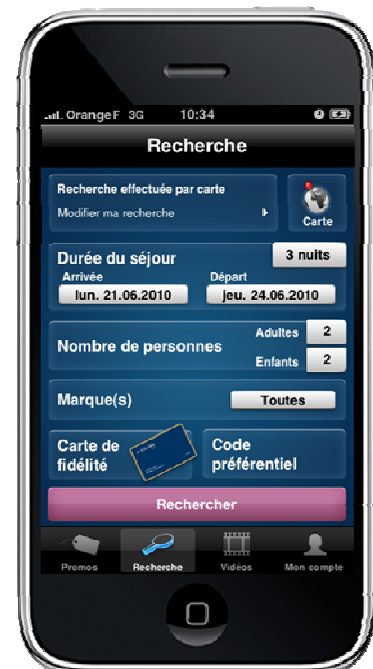 OrangeF 3G 10:34
Recherche
Recherche effectuée par carte
Modifier ma recherche
Carte
Durée du séjour
3 nuits
Arrivée
Départ
lun. 21.06.2010
jeu. 24.06.2010
Nombre de personnes
Adultes 2
Enfants 2
Marque(s)
Toutes
Carte de
fidélité
Code
préférentiel
Rechercher
Promos
Recherche
Vidéos
Mon compte